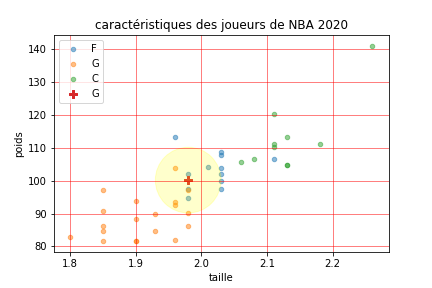 caractéristiques des joueurs de NBA 2020
F
G
C
G
poids
140
130
120
110
100
90
80
1.8 1.9 2.0 2.1 2.2
taille